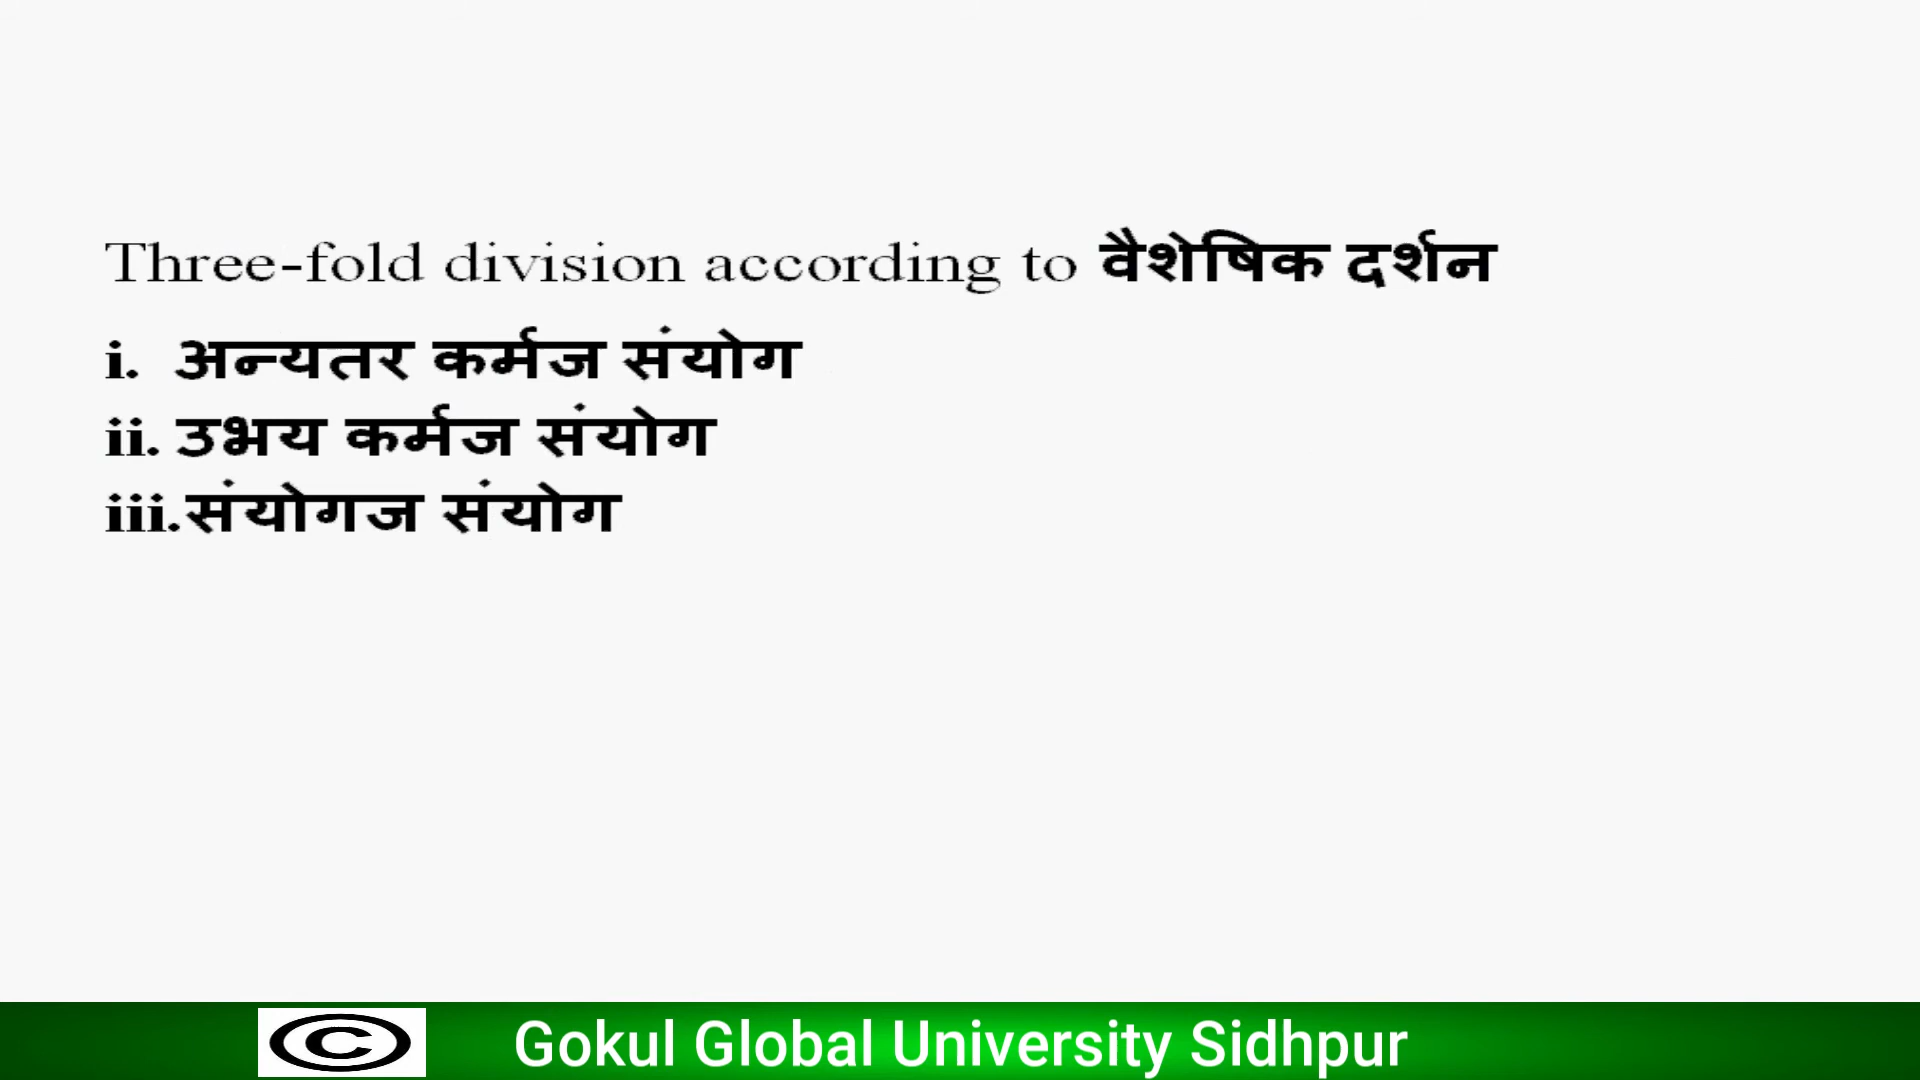 Three-fold division according to वैशेषिक दर्शन
i. अन्यतर कर्मज संयोग
ii. उभय कर्मज संयोग
iii.संयोगज संयोग
© Gokul Global University Sidhpur